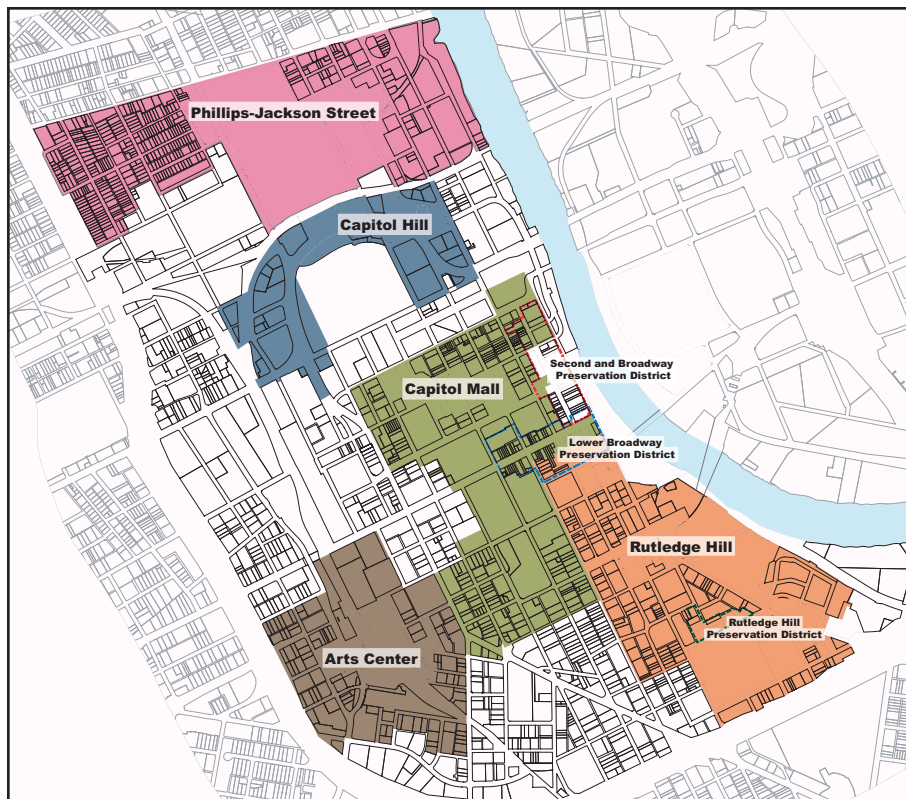 Phillips-Jackson Street
Capitol Hill
Second and Broadway
Preservation District
Capitol Mall
Lower Broadway
Preservation District
Rutledge Hill
Rutledge Hill
Preservation District
Arts Center